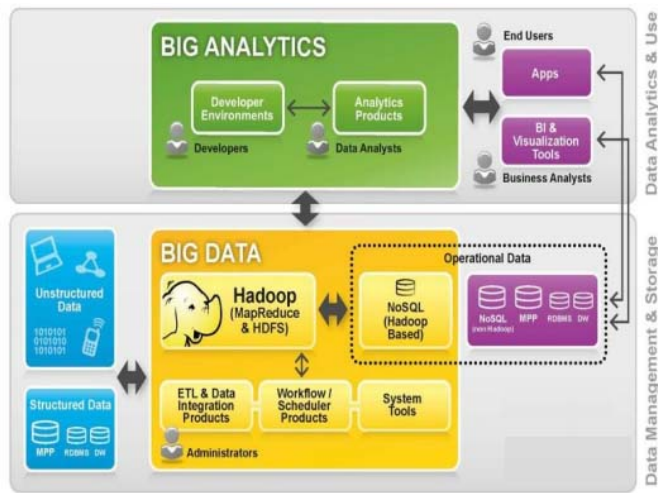 BIG ANALYTICS
Developer
Environments
Analytics
Products
Developers
Data Analysts
End Users
Apps
BI &
Visualization
Tools
Business Analysts
Data Analytics & Use
Unstructured
Data
1010101
0101010
1010101
Structured Data
MPP
RDBMS
DW
BIG DATA
Hadoop
(MapReduce
& HDFS)
Operational Data
NoSQL
(Hadoop
Based)
NoSQL
(non Hadoop)
MPP
RDBMS
DW
ETL & Data
Integration
Products
Workflow /
Scheduler
Products
System
Tools
Administrators
Data Management & Storage